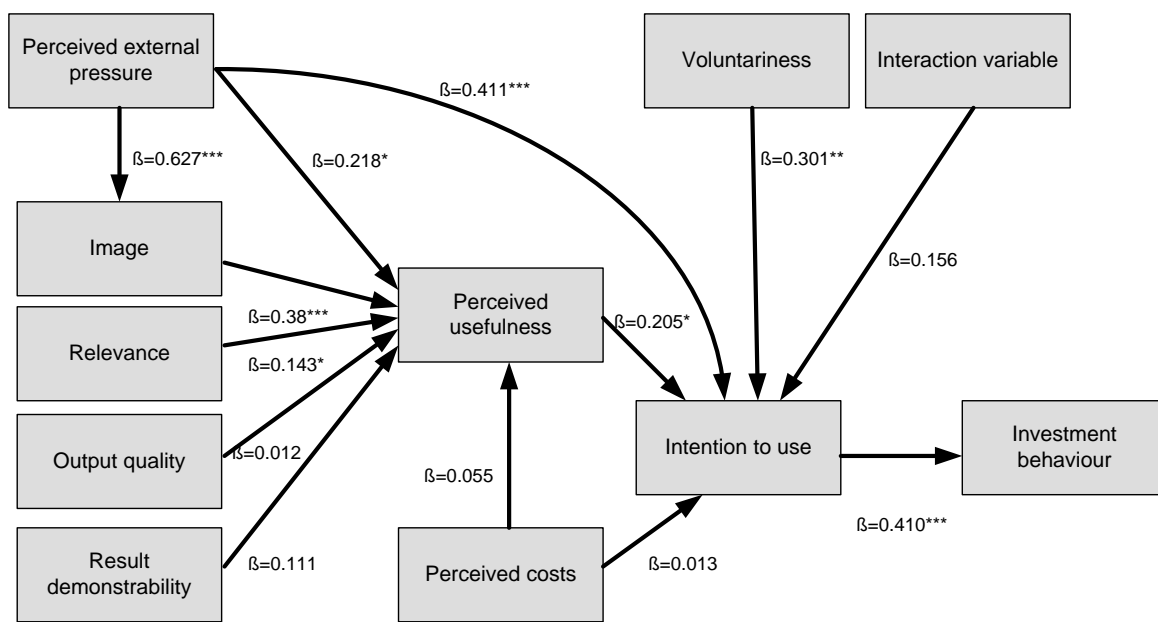 Perceived external
pressure
Voluntariness
Interaction variable
ß=0.411***
ß=0.627***
ß=0.218*
ß=0.301**
Image
ß=0.156
Perceived
usefulness
ß=0.38***
ß=0.205*
Relevance
ß=0.143*
Output quality
ß=0.012
Intention to use
Investment
behaviour
ß=0.055
ß=0.410***
Result
demonstrability
ß=0.111
Perceived costs
ß=0.013